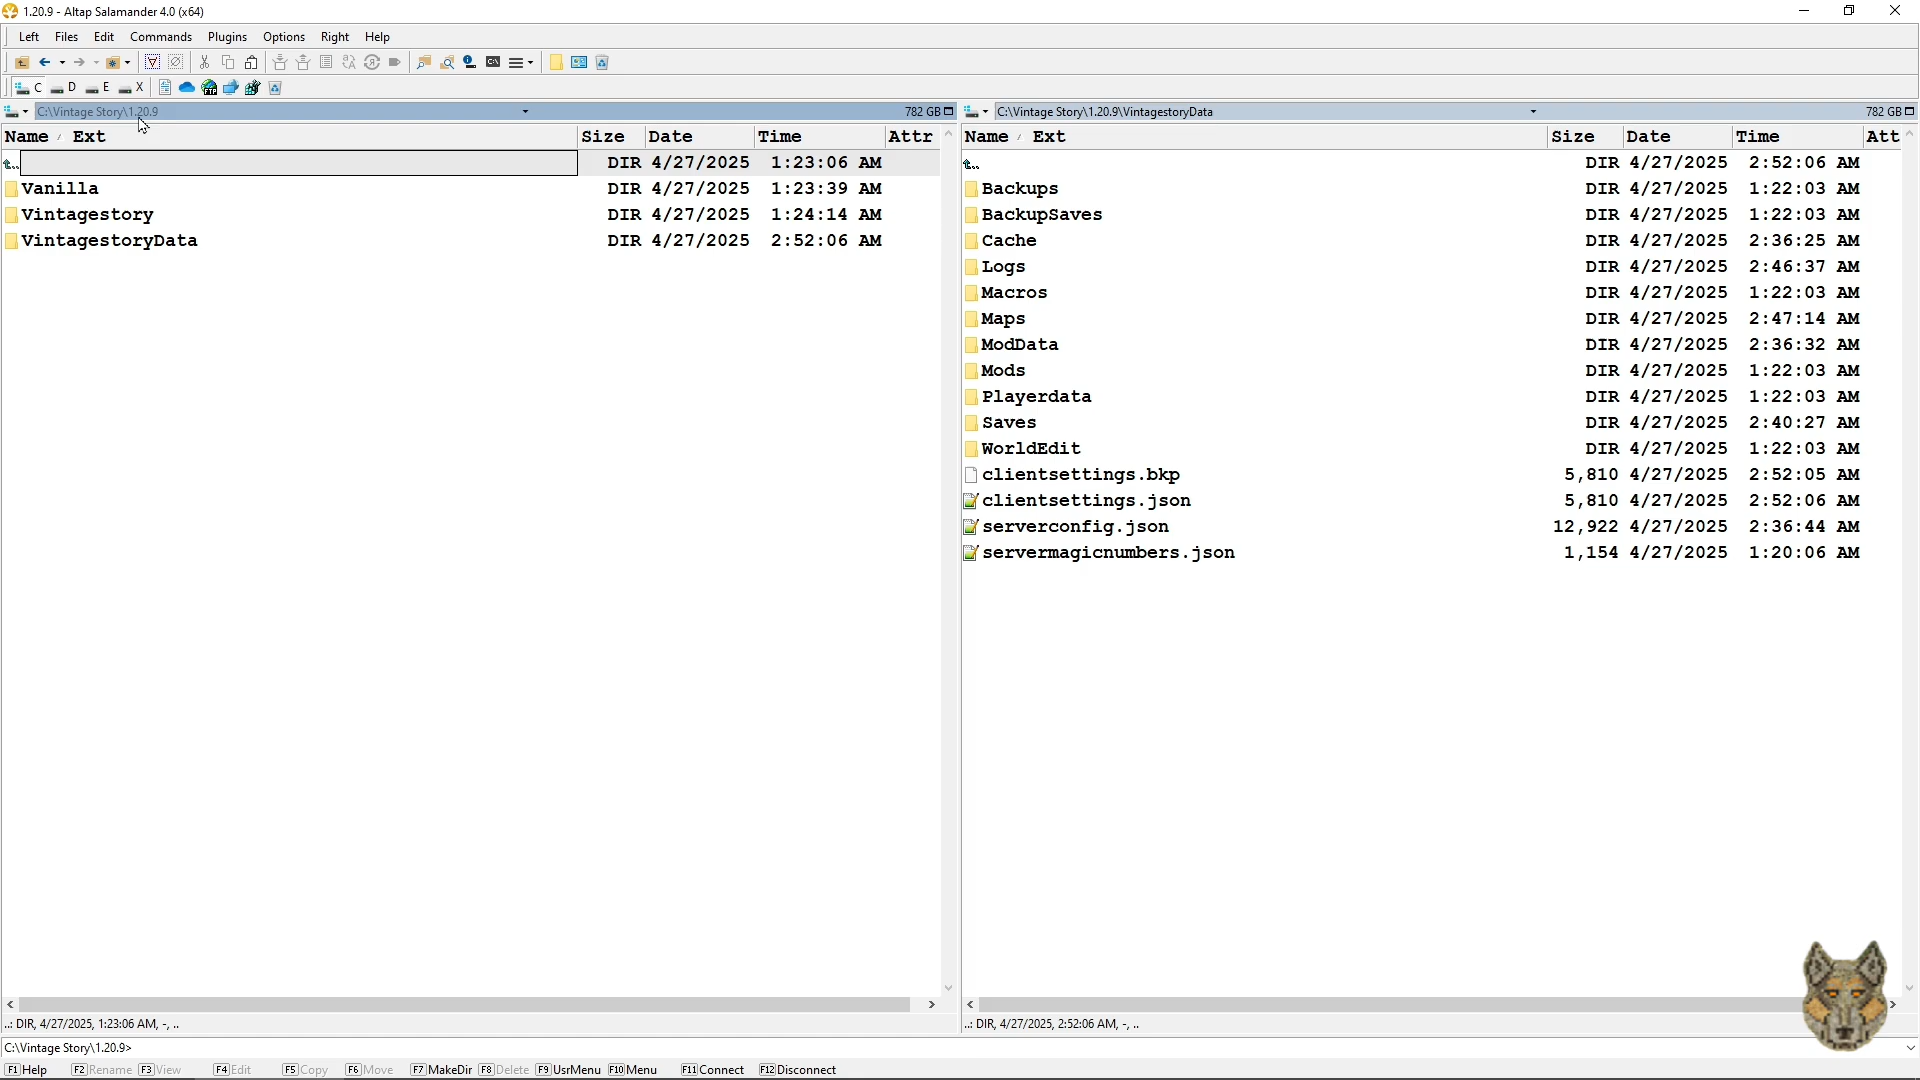 1.20.9 - Altap Salamander 4.0 (x64)
Left Files Edit Commands Plugins Options Right Help
C D E X
C:\Vintage Story\1.20.9 782 GB
Name Ext Size Date Time Attr
.. DIR 4/27/2025 1:23:06 AM
Vanilla DIR 4/27/2025 1:23:39 AM
Vintagestory DIR 4/27/2025 1:24:14 AM
VintagestoryData DIR 4/27/2025 2:52:06 AM
..: DIR, 4/27/2025, 1:23:06 AM, -, ..
C:\Vintage Story\1.20.9\VintagestoryData 782 GB
Name Ext Size Date Time Att
.. DIR 4/27/2025 2:52:06 AM
Backups DIR 4/27/2025 1:22:03 AM
BackupSaves DIR 4/27/2025 1:22:03 AM
Cache DIR 4/27/2025 2:36:25 AM
Logs DIR 4/27/2025 2:46:37 AM
Macros DIR 4/27/2025 1:22:03 AM
Maps DIR 4/27/2025 2:47:14 AM
ModData DIR 4/27/2025 2:36:32 AM
Mods DIR 4/27/2025 1:22:03 AM
Playerdata DIR 4/27/2025 1:22:03 AM
Saves DIR 4/27/2025 2:40:27 AM
WorldEdit DIR 4/27/2025 1:22:03 AM
clientsettings.bkp 5,810 4/27/2025 2:52:05 AM
clientsettings.json 5,810 4/27/2025 2:52:06 AM
serverconfig.json 12,922 4/27/2025 2:36:44 AM
servermagicnumbers.json 1,154 4/27/2025 1:20:06 AM
..: DIR, 4/27/2025, 2:52:06 AM, -, ..
C:\Vintage Story\1.20.9>
F1 Help F2 Rename F3 View F4 Edit F5 Copy F6 Move F7 MakeDir F8 Delete F9 UsrMenu F10 Menu F11 Connect F12 Disconnect